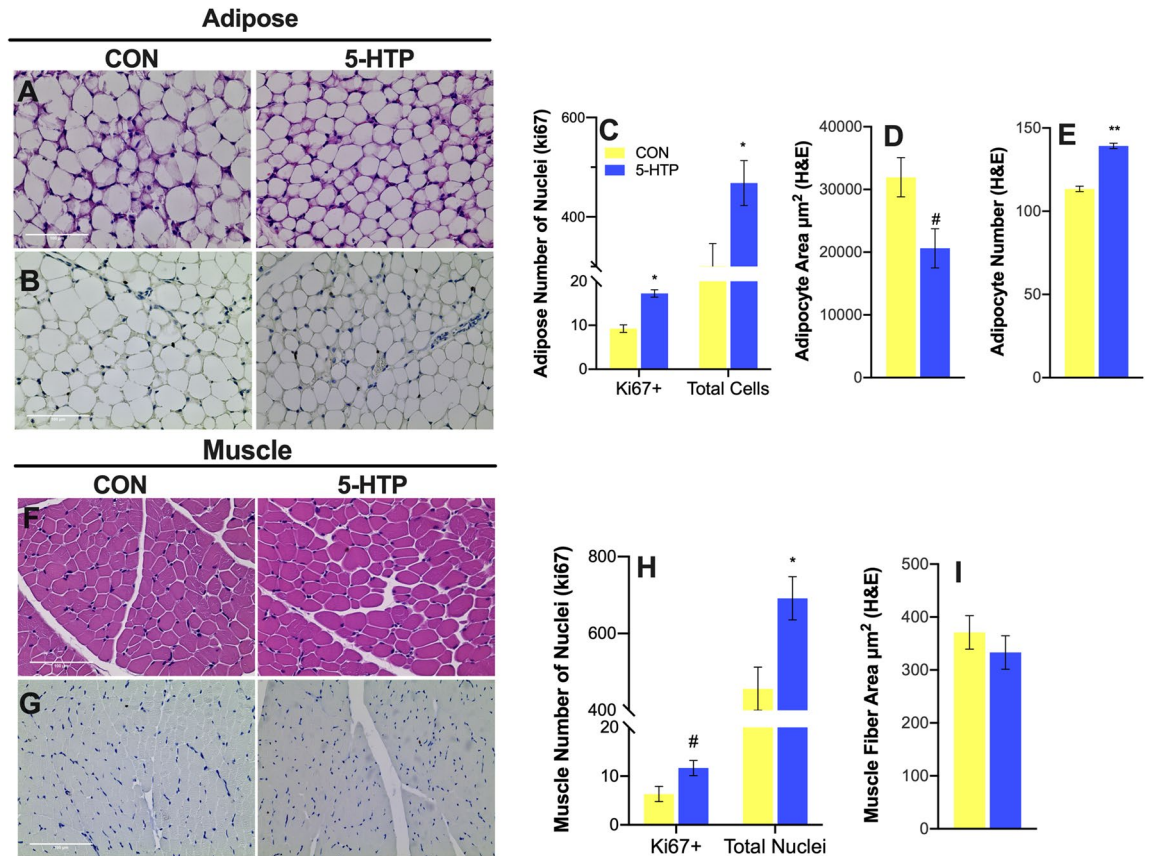 Adipose
CON 5-HTP
A
B
C
CON
5-HTP
Adipose Number of Nuclei (ki67)
600
400
20
10
0
Ki67+ Total Cells
*
*
D
Adipocyte Area µm² (H&E)
40000
30000
20000
10000
0
#
E
Adipocyte Number (H&E)
150
100
50
0
**
Muscle
CON 5-HTP
F
100 µm
G
H
Muscle Number of Nuclei (ki67)
800
600
400
20
10
0
Ki67+ Total Nuclei
#
*
I
Muscle Fiber Area µm² (H&E)
500
400
300
200
100
0